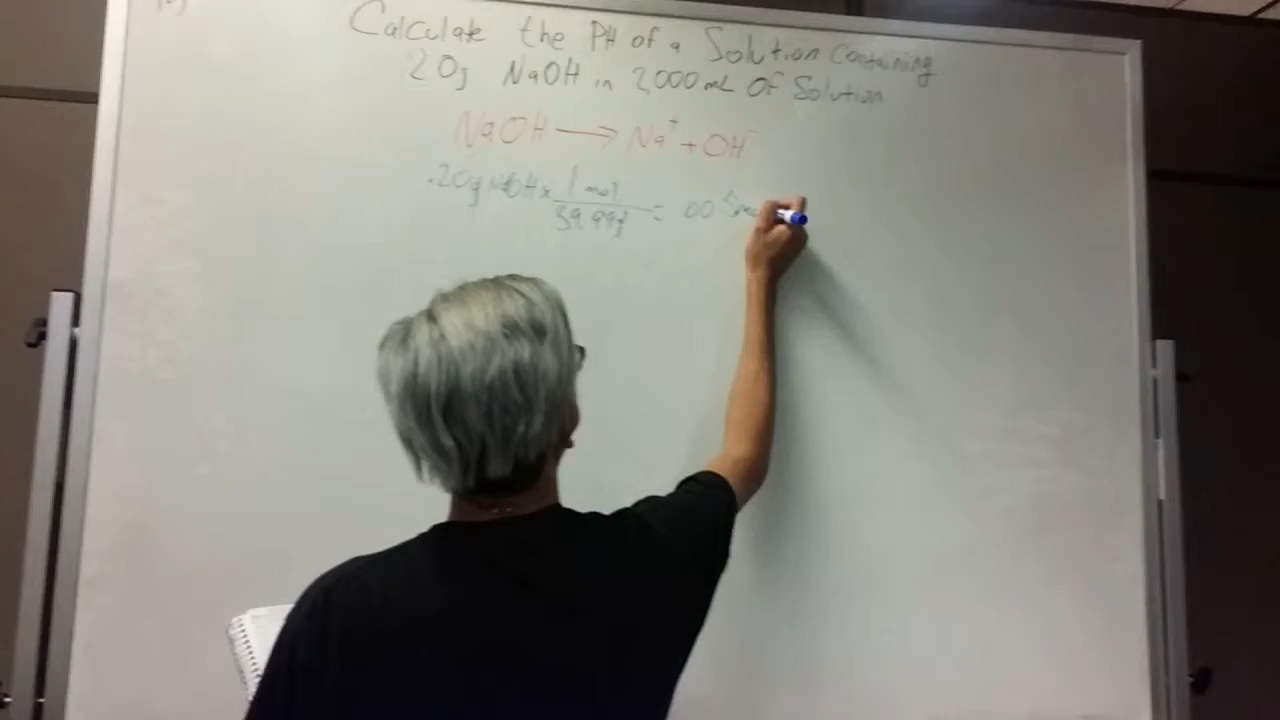 Calculate the PH of a Solution Containing
20g NaOH in 2,000 mL Of Solution
NaOH → Na⁺ + OH⁻
.20g NaOH x 1 mol
39.99g = .00